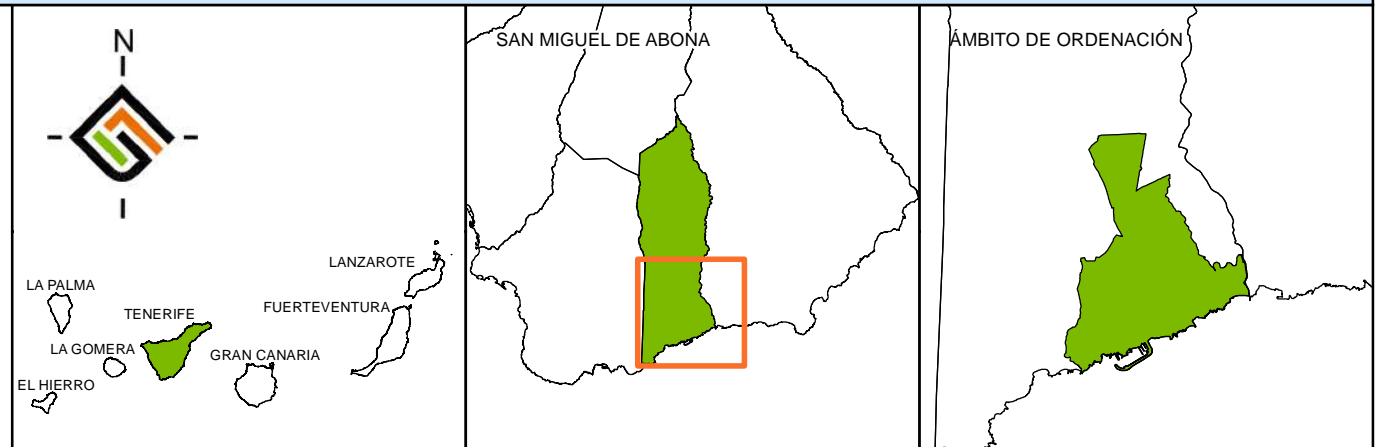 N
LANZAROTE
LA PALMA
FUERTEVENTURA
TENERIFE
LA GOMERA
GRAN CANARIA
EL HIERRO
SAN MIGUEL DE ABONA
ÁMBITO DE ORDENACIÓN